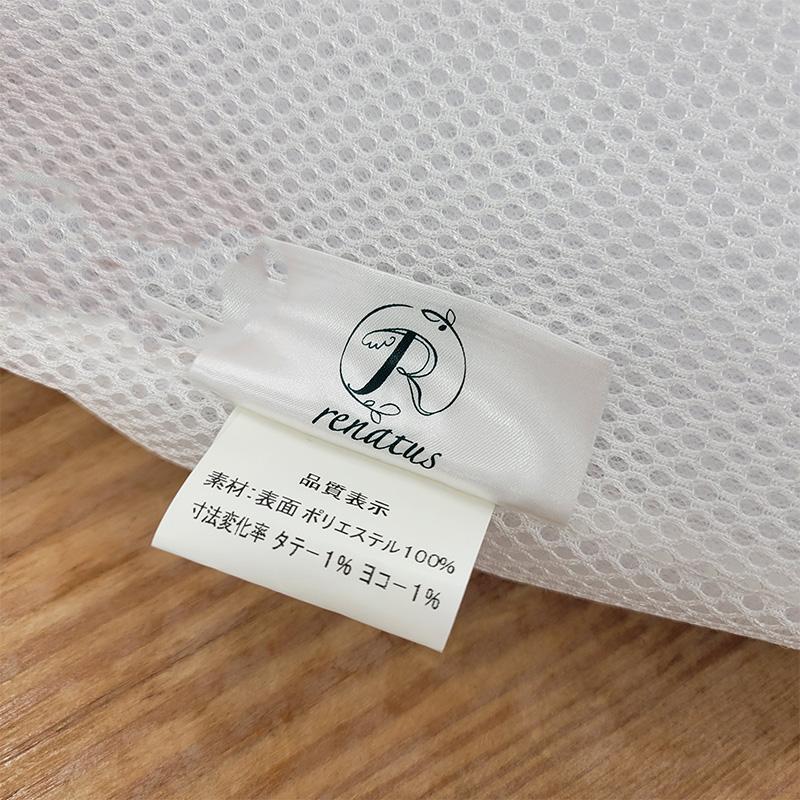 R
renatus
品質表示
素材:表面 ポリエステル100%
寸法変化率 タテー1% ヨコー1%